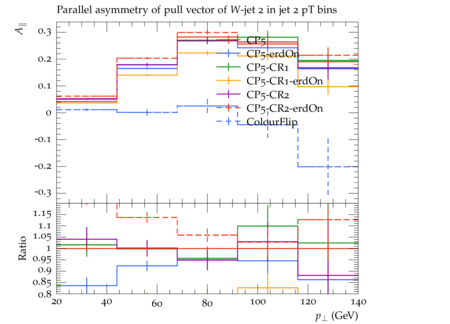 Parallel asymmetry of pull vector of W-jet 2 in jet 2 pT bins
A∥
0.3
0.2
0.1
0
-0.1
-0.2
-0.3
CP5
CP5-erdOn
CP5-CR1
CP5-CR1-erdOn
CP5-CR2
CP5-CR2-erdOn
ColourFlip
Ratio
1.15
1.1
1.05
1
0.95
0.9
0.85
0.8
20 40 60 80 100 120 140
p⊥ (GeV)